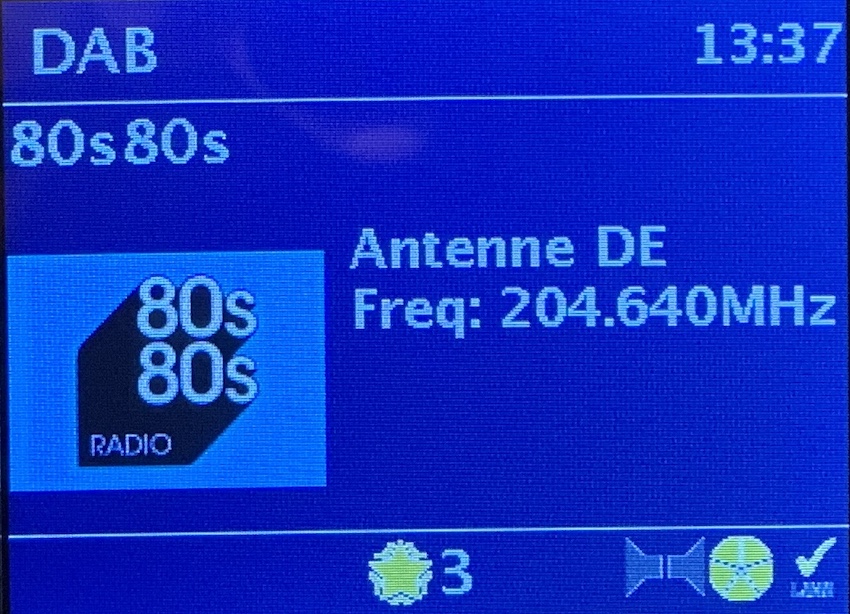 DAB 13:37
80s80s
Antenne DE
Freq: 204.640MHz
80s
80s
RADIO
3